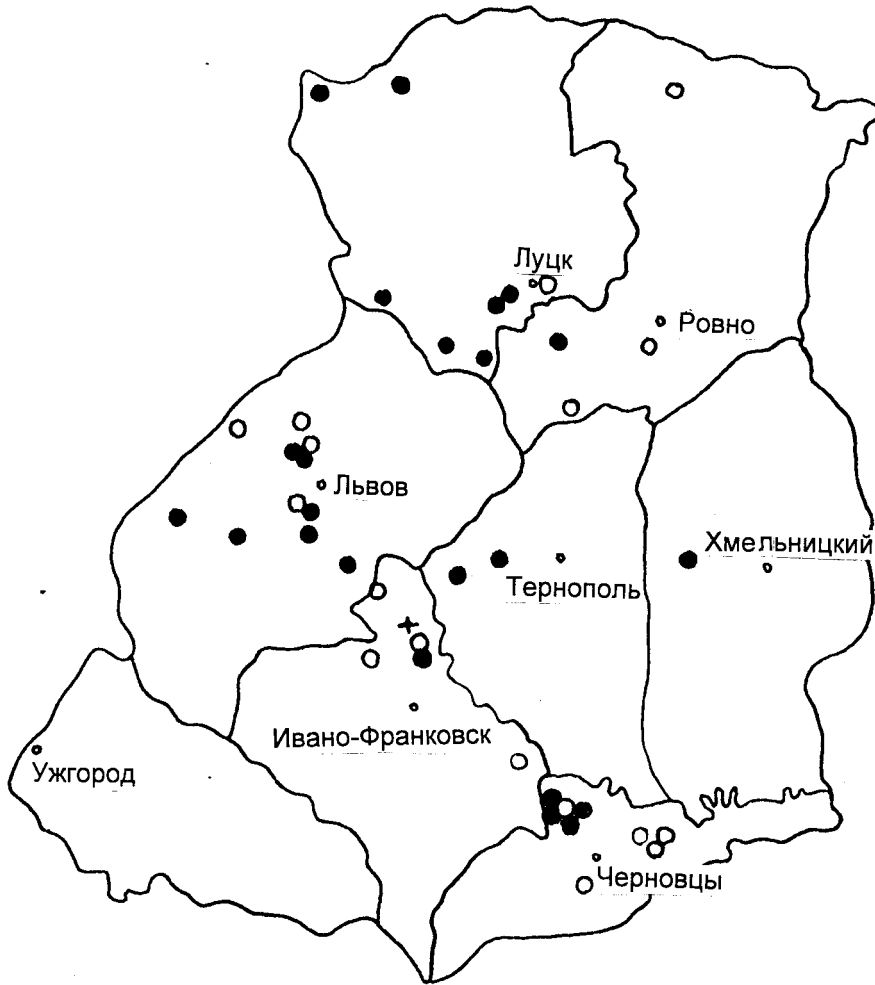 Луцк
Ровно
Львов
Хмельницкий
Тернополь
Ивано-Франковск
Ужгород
Черновцы